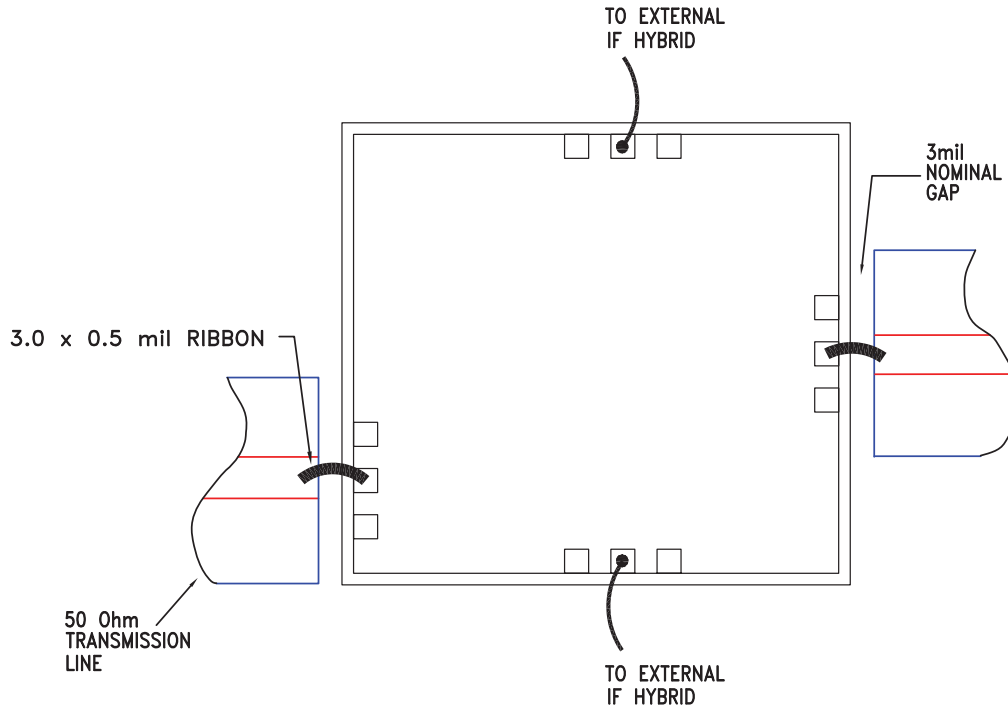 TO EXTERNAL
IF HYBRID
3mil
NOMINAL
GAP
3.0 x 0.5 mil RIBBON
50 Ohm
TRANSMISSION
LINE
TO EXTERNAL
IF HYBRID